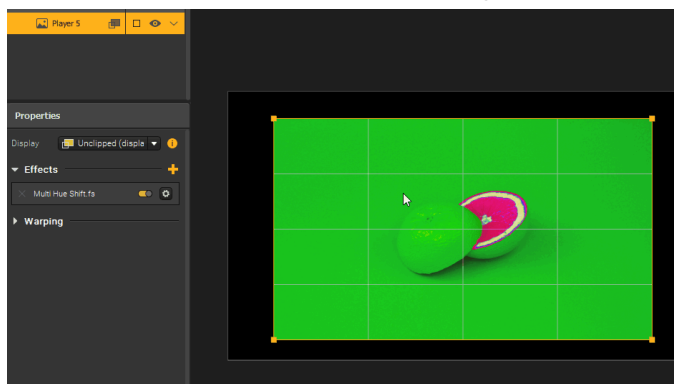 Player 5
Properties
Display Unclipped (displa
Effects
Multi Hue Shift.fs
Warping